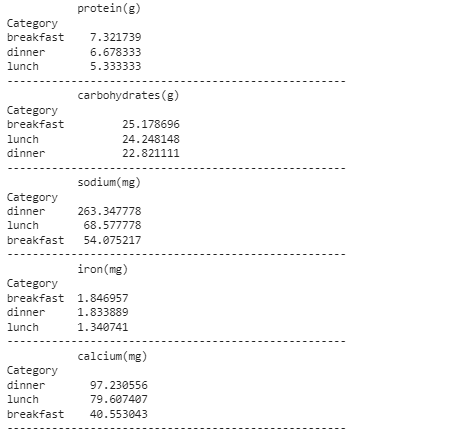 protein(g)
Category
breakfast 7.321739
dinner 6.678333
lunch 5.333333
------------------------------------------------------
carbohydrates(g)
Category
breakfast 25.178696
lunch 24.248148
dinner 22.821111
------------------------------------------------------
sodium(mg)
Category
dinner 263.347778
lunch 68.577778
breakfast 54.075217
------------------------------------------------------
iron(mg)
Category
breakfast 1.846957
dinner 1.833889
lunch 1.340741
------------------------------------------------------
calcium(mg)
Category
dinner 97.230556
lunch 79.607407
breakfast 40.553043
------------------------------------------------------